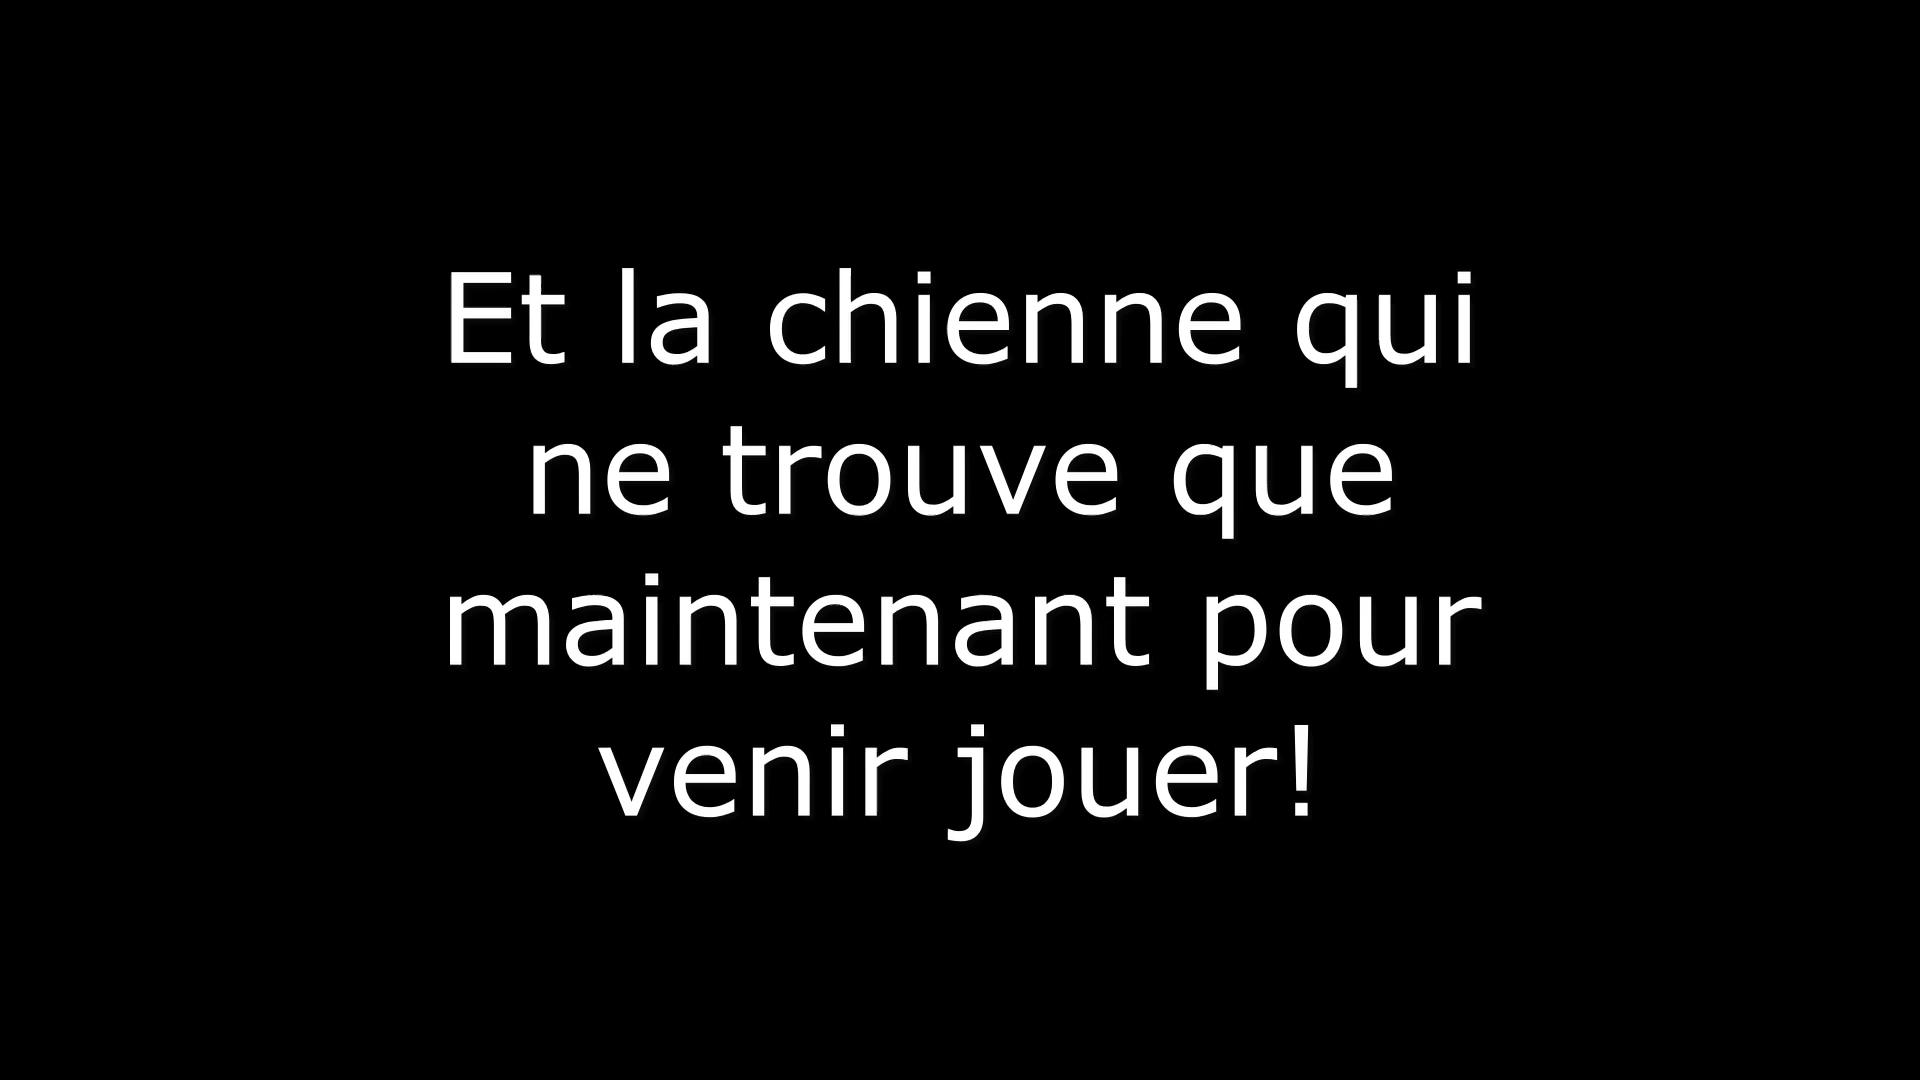 Et la chienne qui
ne trouve que
maintenant pour
venir jouer!